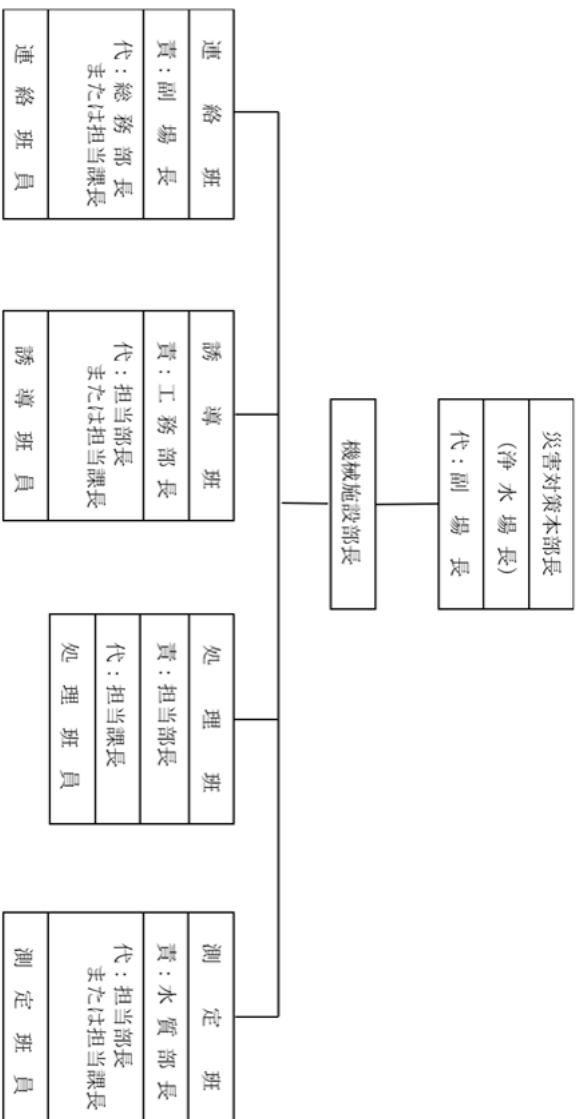 災害対策本部長
(浄水場長)
代：副場長
機械施設部長
連絡班
責：副場長
代：総務部長
または担当課長
連絡班員
誘導班
責：工務部長
代：担当部長
または担当課長
誘導班員
処理班
責：担当部長
代：担当課長
処理班員
測定班
責：水質部長
代：担当部長
または担当課長
測定班員